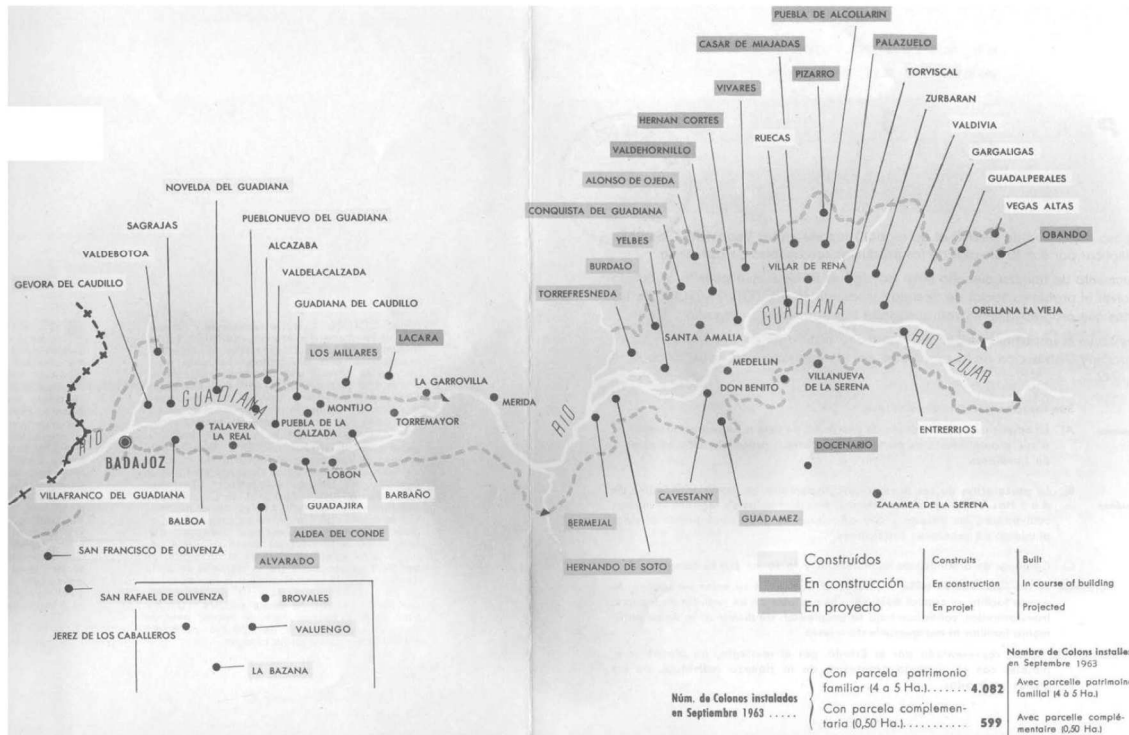 PUEBLA DE ALCOLLARIN
CASAR DE MIAJADAS
PALAZUELO
PIZARRO
TORVISCAL
VIVARES
ZURBARAN
HERNAN CORTES
VALDIVIA
RUECAS
VALDEHORNILLO
GARGALIGAS
ALONSO DE OJEDA
GUADALPERALES
NOVELDA DEL GUADIANA
VEGAS ALTAS
CONQUISTA DEL GUADIANA
SAGRAJAS
PUEBLONUEVO DEL GUADIANA
OBANDO
YELBES
ALCAZABA
VALDEBOTOA
BURDALO
VILLAR DE RENA
VALDELACALZADA
GEVORA DEL CAUDILLO
TORREFRESNEDA
GUADIANA DEL CAUDILLO
GUADIANA
ORELLANA LA VIEJA
LACARA
SANTA AMALIA
RIO
LOS MILLARES
ZUJAR
MEDELLIN
LA GARROVILLA
VILLANUEVA
DE LA SERENA
DON BENITO
GUADIANA
MERIDA
MONTIJO
RIO
TALAVERA
LA REAL
PUEBLA DE LA
CALZADA
TORREMAYOR
RIO
ENTRERRIOS
BADAJOZ
DOCENARIO
LOBON
VILLAFRANCO DEL GUADIANA
BARBAÑO
CAVESTANY
GUADAJIRA
ZALAMEA DE LA SERENA
BALBOA
GUADAMEZ
BERMEJAL
ALDEA DEL CONDE
SAN FRANCISCO DE OLIVENZA
ALVARADO
HERNANDO DE SOTO
Construídos
Construits
Built
En construcción
En construction
In course of building
En proyecto
En projet
Projected
SAN RAFAEL DE OLIVENZA
BROVALES
JEREZ DE LOS CABALLEROS
VALUENGO
LA BAZANA
Núm. de Colonos instalados
en Septiembre 1963 .....
Con parcela patrimonio
familiar (4 a 5 Ha.)....... 4.082
Con parcela complemen-
taria (0,50 Ha.).......... 599
Nombre de Colons installe
en Septembre 1963
Avec parcelle patrimoine
familial (4 à 5 Ha.)
Avec parcelle complé-
mentaire (0,50 Ha.)